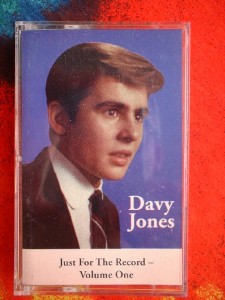 Davy
Jones
Just For The Record –
Volume One